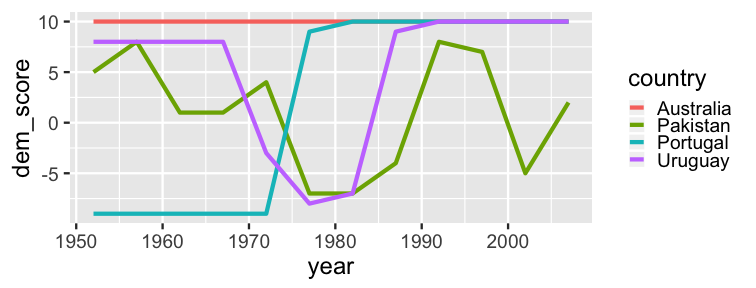 10
5
0
-5
dem_score
1950 1960 1970 1980 1990 2000
year
country
Australia
Pakistan
Portugal
Uruguay